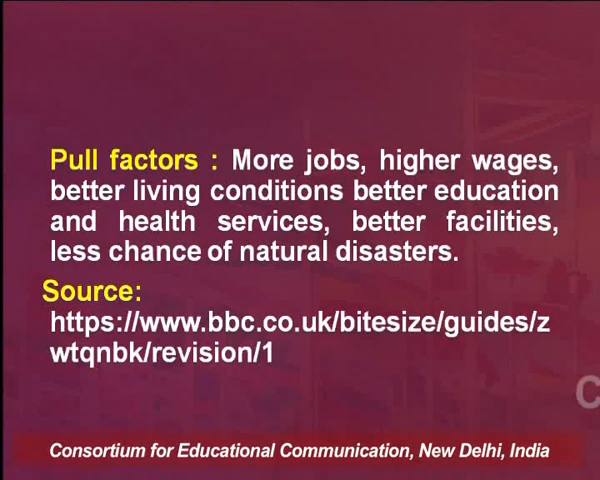 Pull factors : More jobs, higher wages,
better living conditions better education
and health services, better facilities,
less chance of natural disasters.
Source:
https://www.bbc.co.uk/bitesize/guides/z
wtqnbk/revision/1
C
Consortium for Educational Communication, New Delhi, India